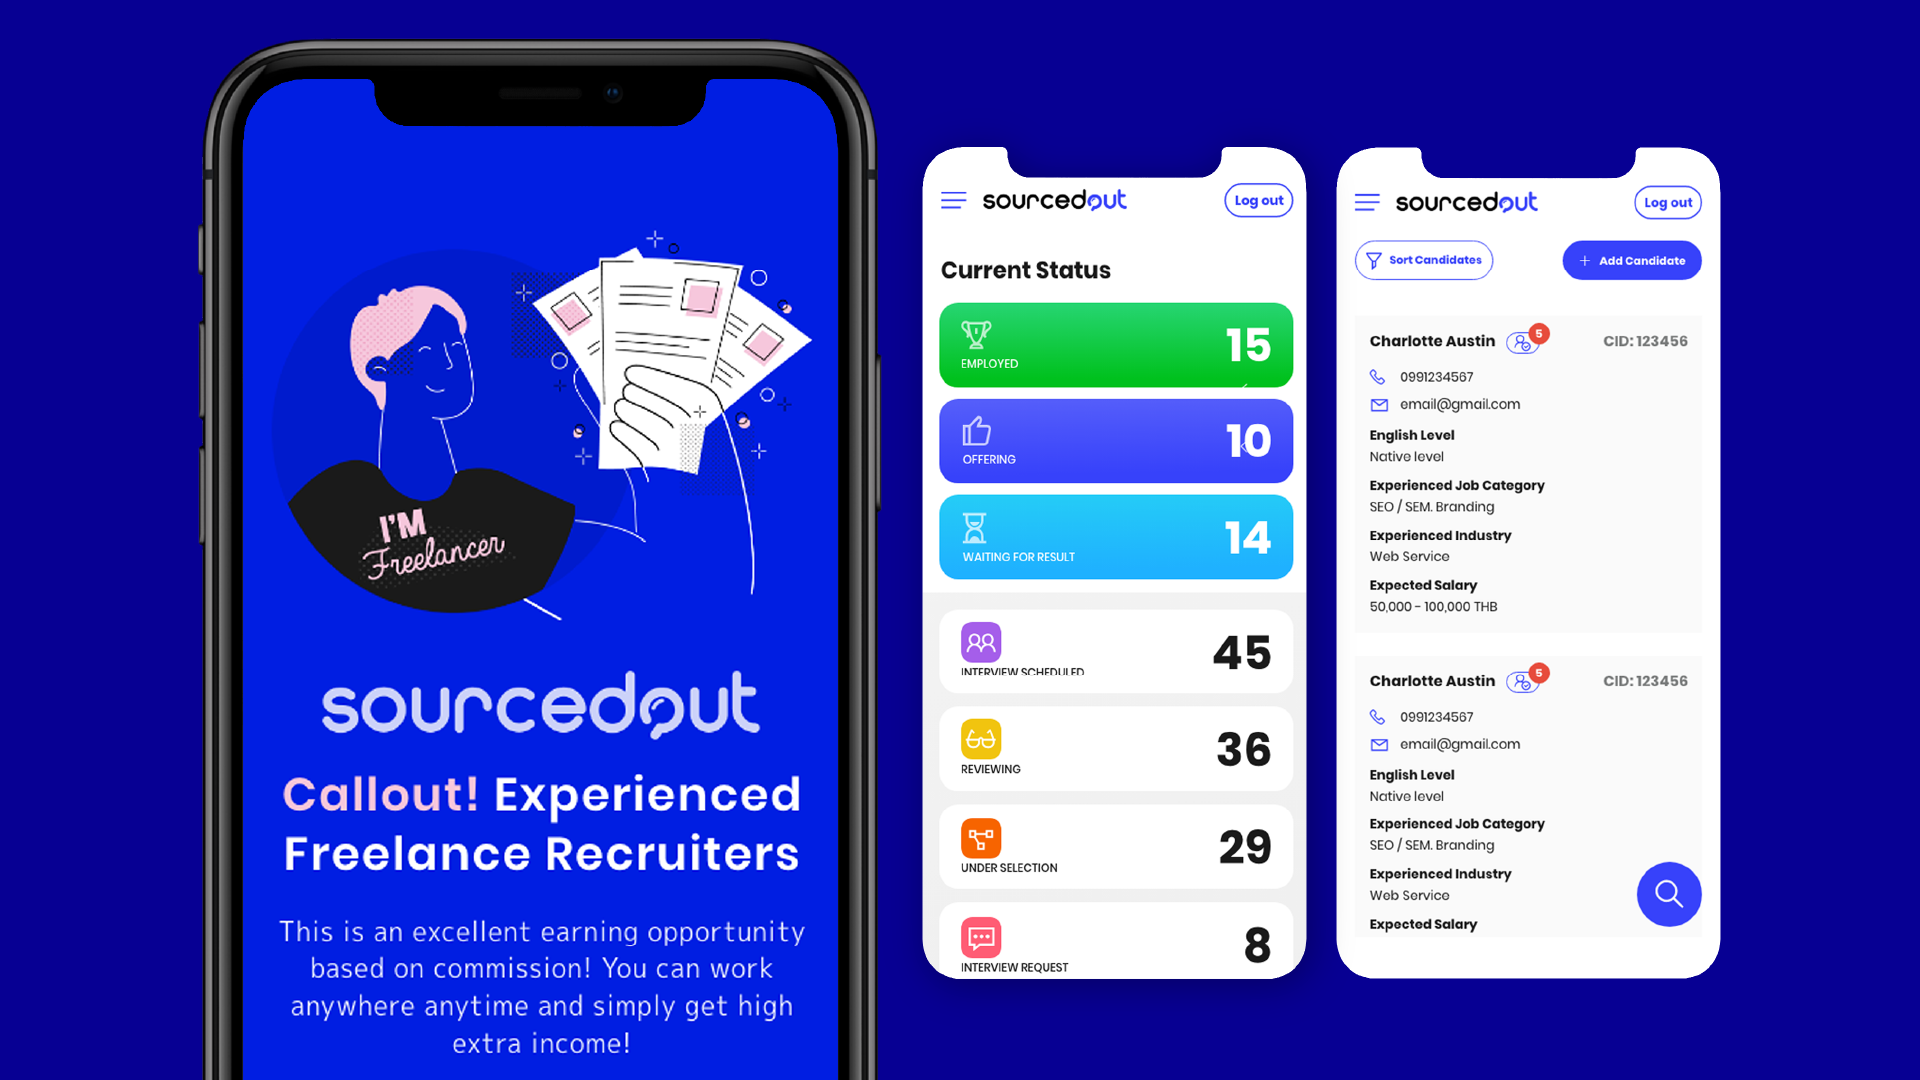 I'M
Freelancer
sourcedout
Callout! Experienced
Freelance Recruiters
This is an excellent earning opportunity
based on commission! You can work
anywhere anytime and simply get high
extra income!
sourcedout
Log out
Current Status
EMPLOYED
15
OFFERING
10
WAITING FOR RESULT
14
INTERVIEW SCHEDULED
45
REVIEWING
36
UNDER SELECTION
29
INTERVIEW REQUEST
8
sourcedout
Log out
Sort Candidates
+ Add Candidate
Charlotte Austin 5 CID: 123456
0991234567
email@gmail.com
English Level
Native level
Experienced Job Category
SEO / SEM. Branding
Experienced Industry
Web Service
Expected Salary
50,000 - 100,000 THB
Charlotte Austin 5 CID: 123456
0991234567
email@gmail.com
English Level
Native level
Experienced Job Category
SEO / SEM. Branding
Experienced Industry
Web Service
Expected Salary